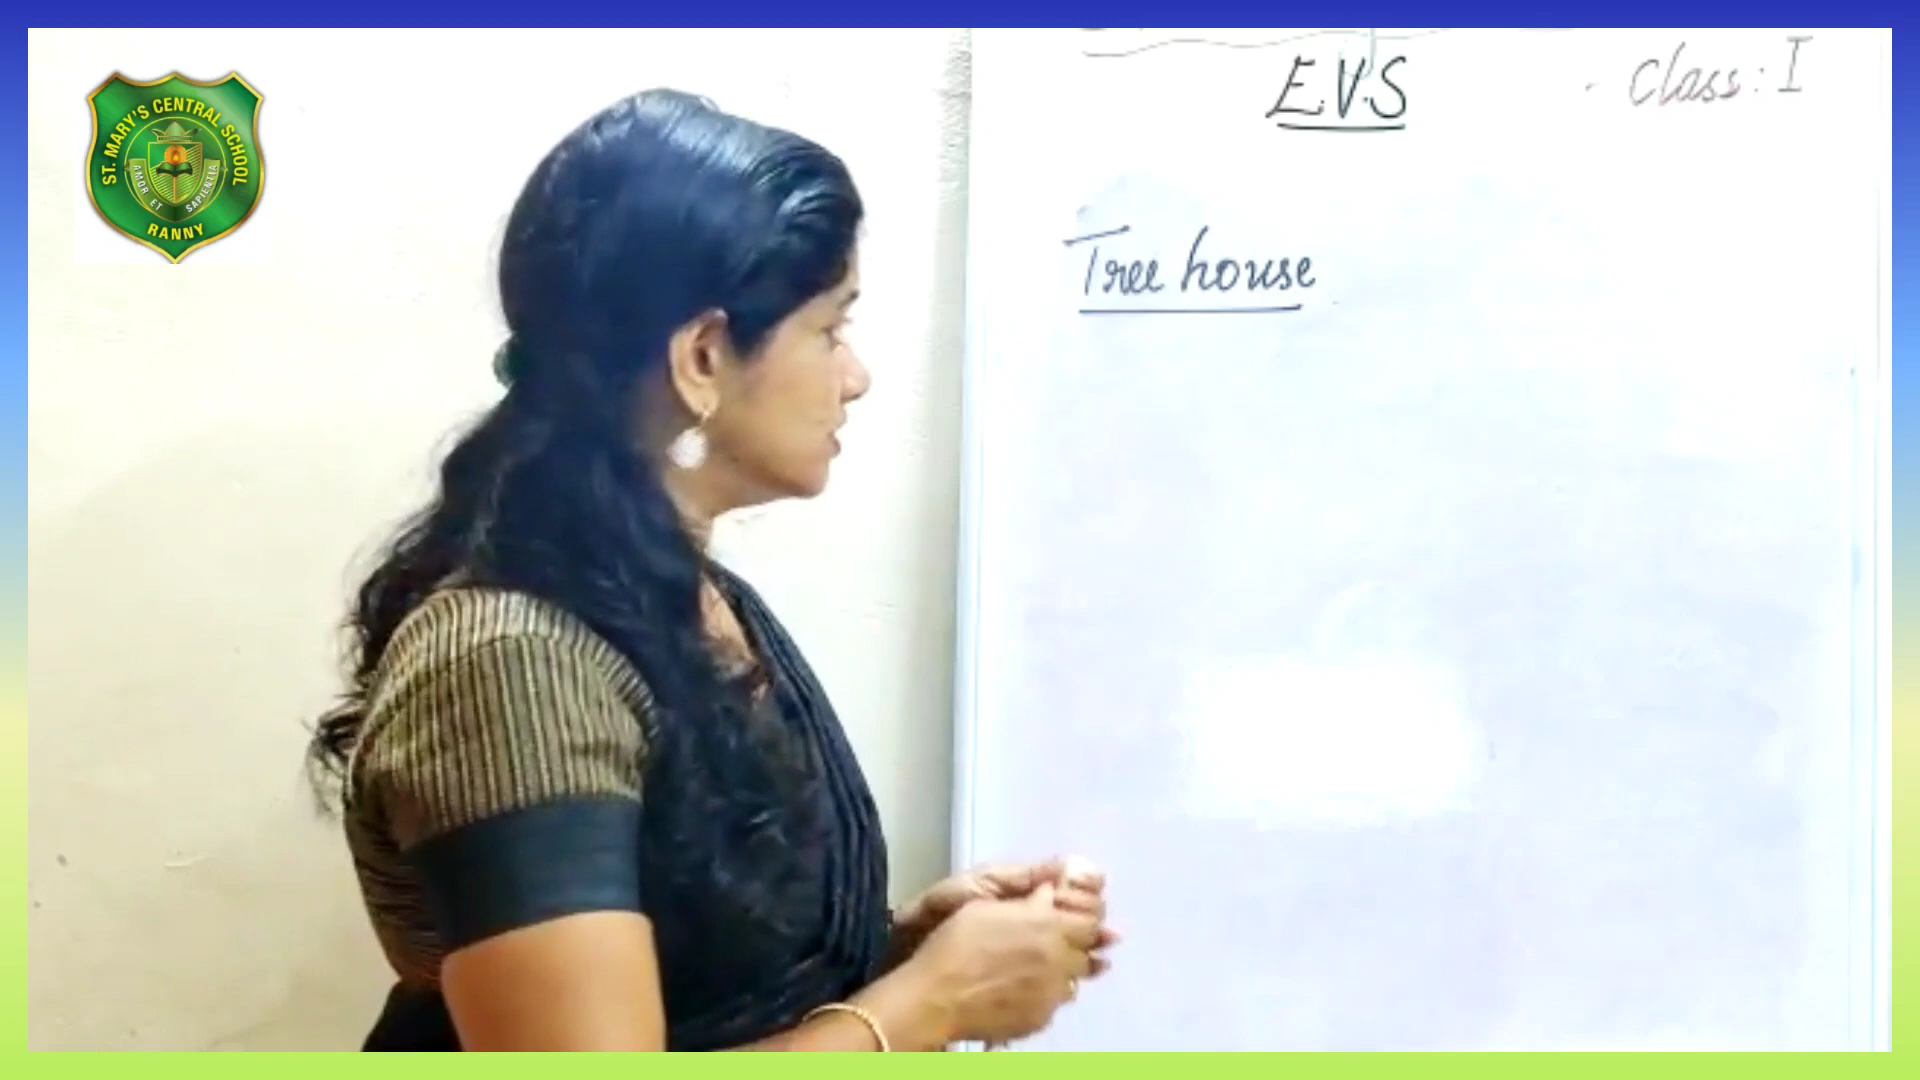 ST. MARY'S CENTRAL SCHOOL
AMOR ET SAPIENTIA
RANNY
E.V.S
Class: I
Tree house